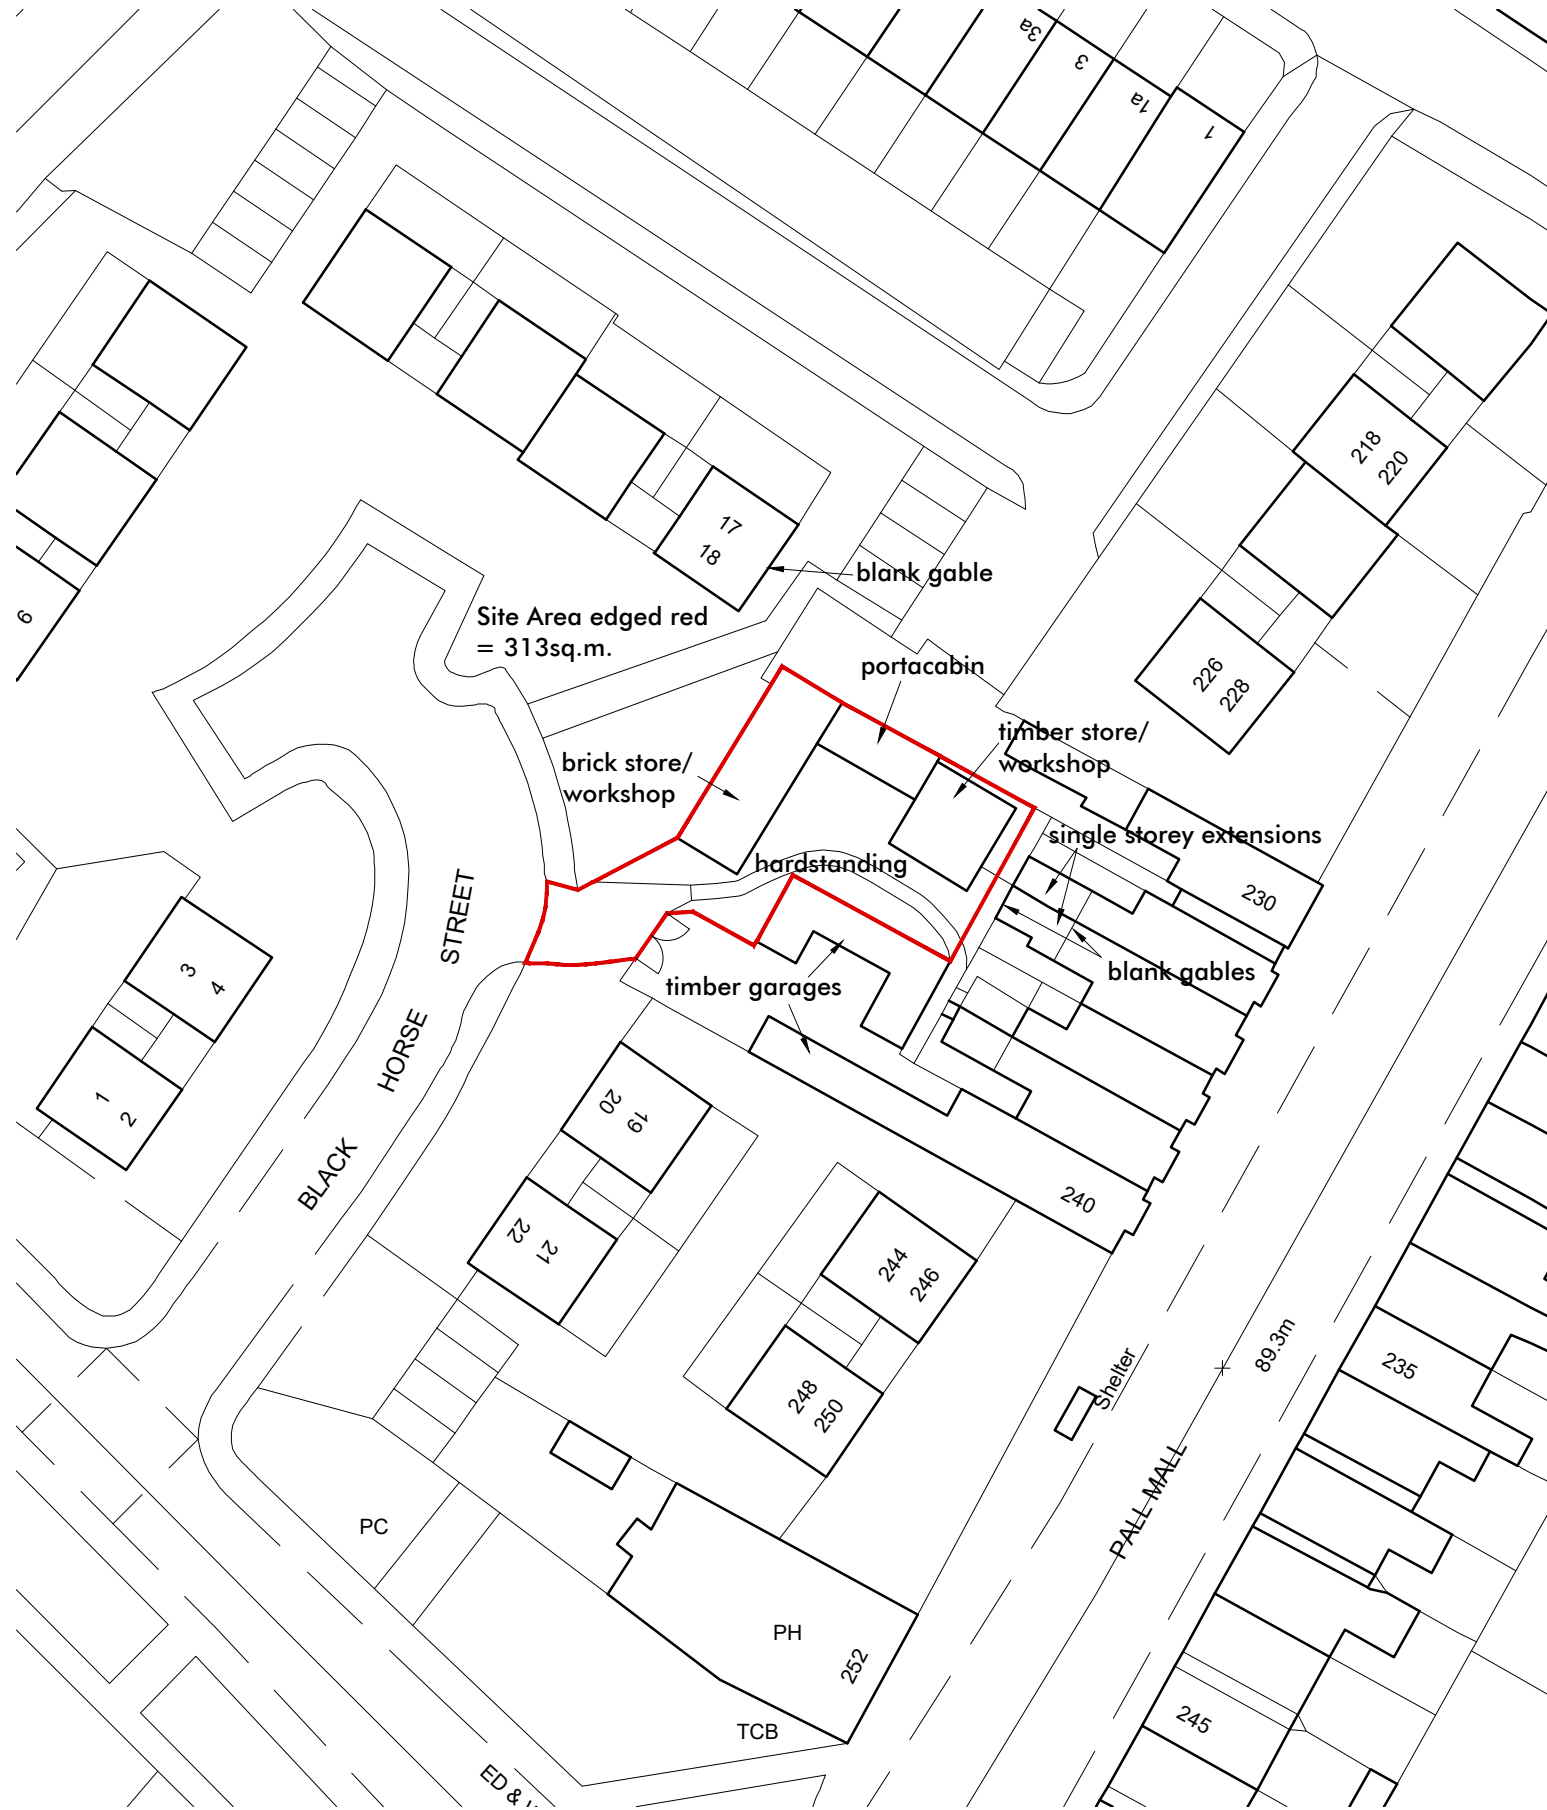 3a
3
1a
1
218
220
17
18
blank gable
6
Site Area edged red
= 313sq.m.
portacabin
226
228
timber store/
workshop
brick store/
workshop
single storey extensions
hardstanding
230
STREET
3
4
blank gables
timber garages
HORSE
1
2
20
19
BLACK
240
22
21
244
246
89.3m
Shelter
235
248
250
PALL MALL
PC
PH
252
245
TCB
ED &